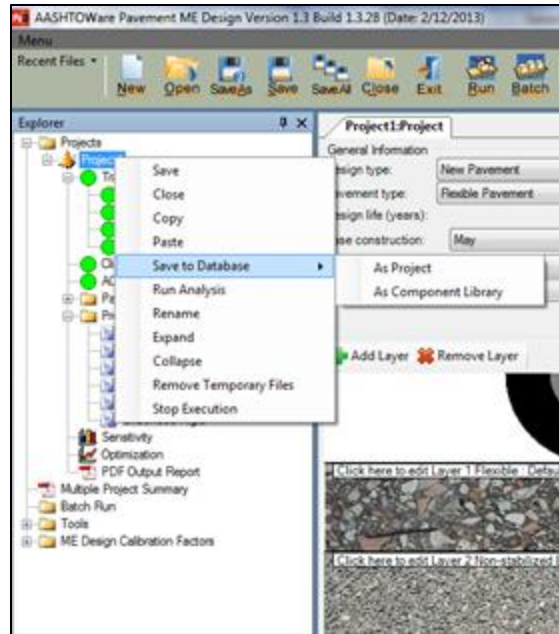 AASHTOWare Pavement ME Design Version 1.3 Build 1.3.28 (Date: 2/12/2013)
Menu
Recent Files
New Open SaveAs Save SaveAll Close Exit Run Batch
Explorer
Projects
Project1
Save
Close
Copy
Paste
Save to Database
Run Analysis
Rename
Expand
Collapse
Remove Temporary Files
Stop Execution
As Project
As Component Library
Sensitivity
Optimization
PDF Output Report
Multiple Project Summary
Batch Run
Tools
ME Design Calibration Factors
Project1:Project
General Information
esign type: New Pavement
avement type: Flexible Pavement
esign life (years):
ase construction: May
Add Layer Remove Layer
Click here to edit Layer 1 Flexible : Defau
Click here to edit Layer 2 Non-stabilized